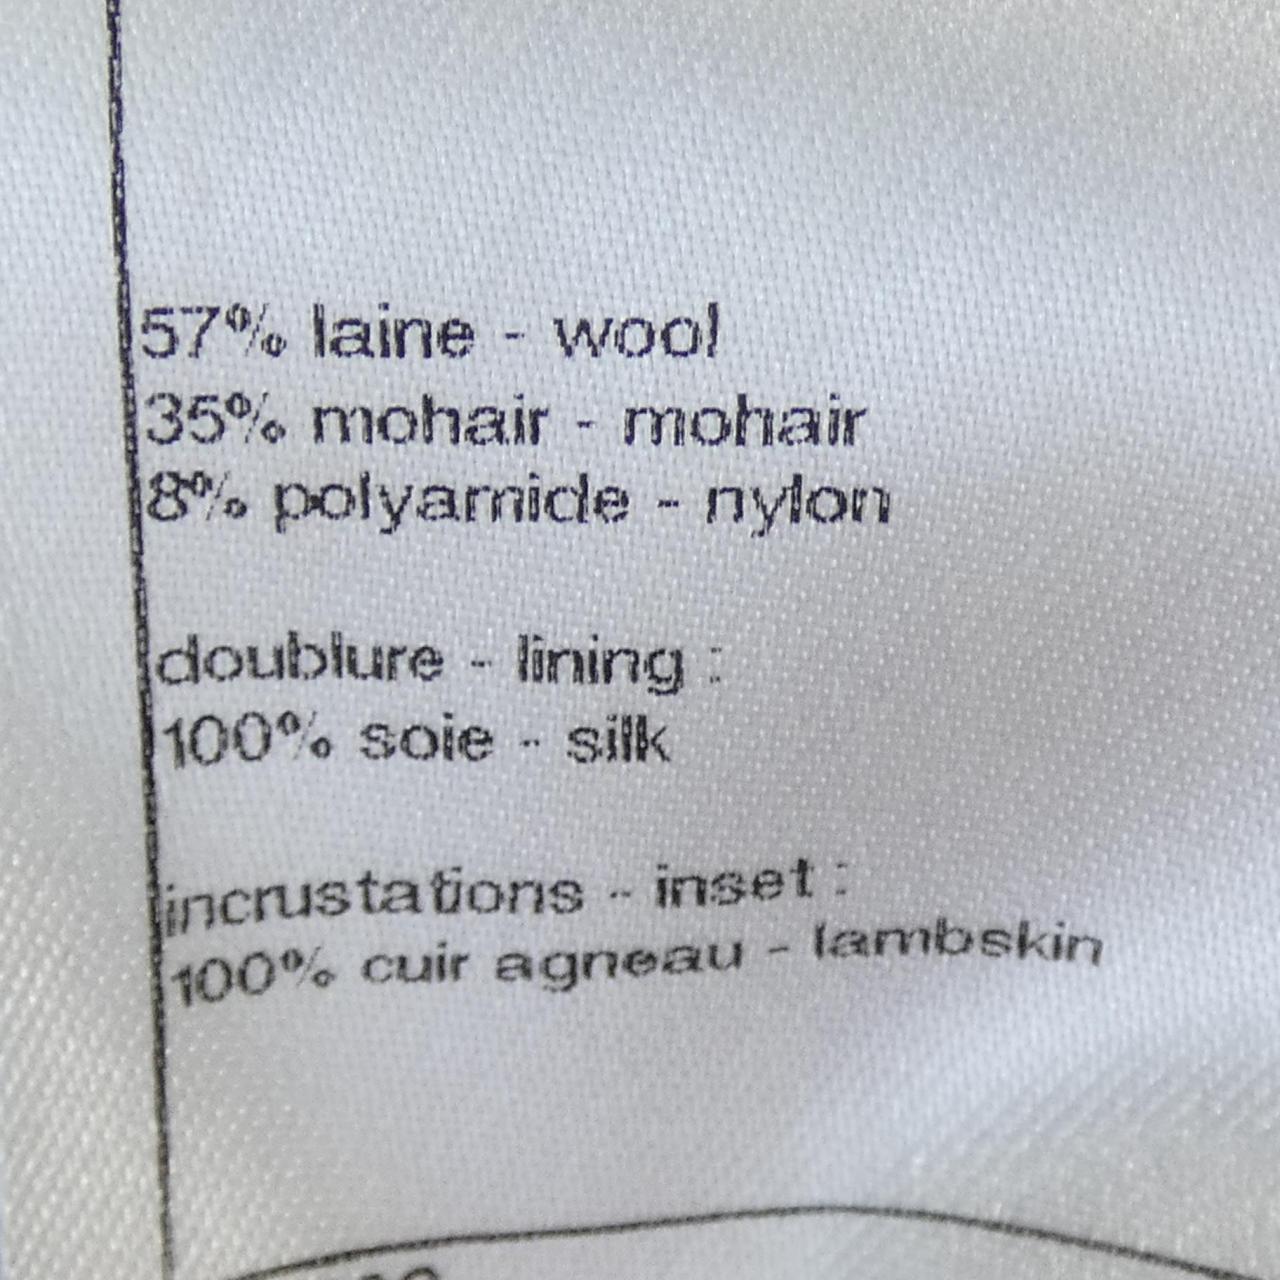 57% laine - wool
35% mohair - mohair
8% polyamide - nylon
doublure - lining :
100% soie - silk
incrustations - inset :
100% cuir agneau - lambskin